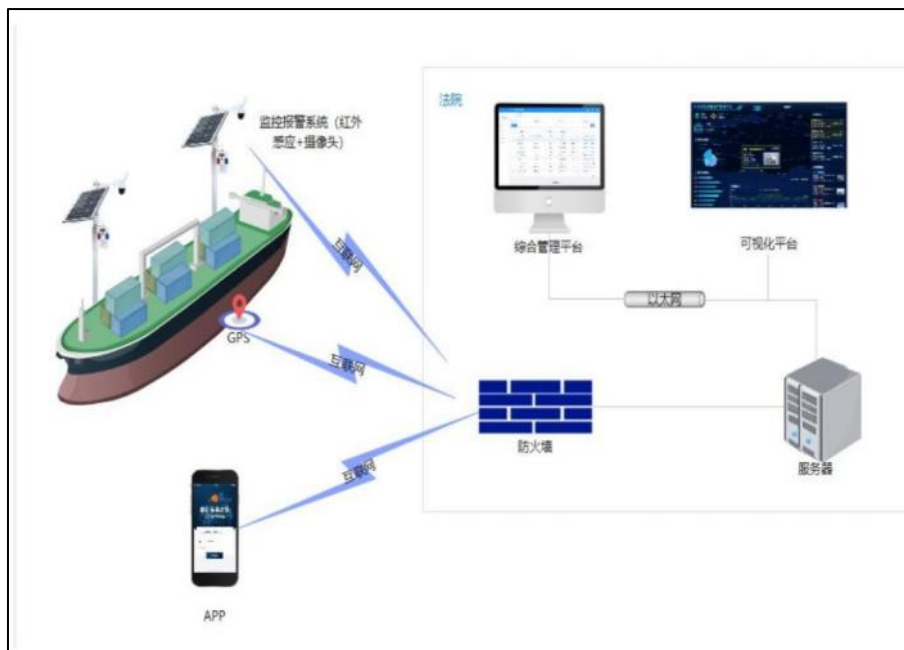 法院
监控报警系统（红外
感应+摄像头）
互联网
综合管理平台
可视化平台
以太网
GPS
互联网
防火墙
互联网
服务器
APP